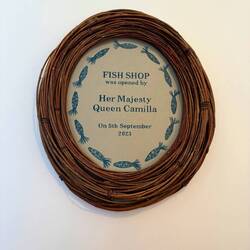 FISH SHOP
was opened by
Her Majesty
Queen Camilla
On 5th September
2023